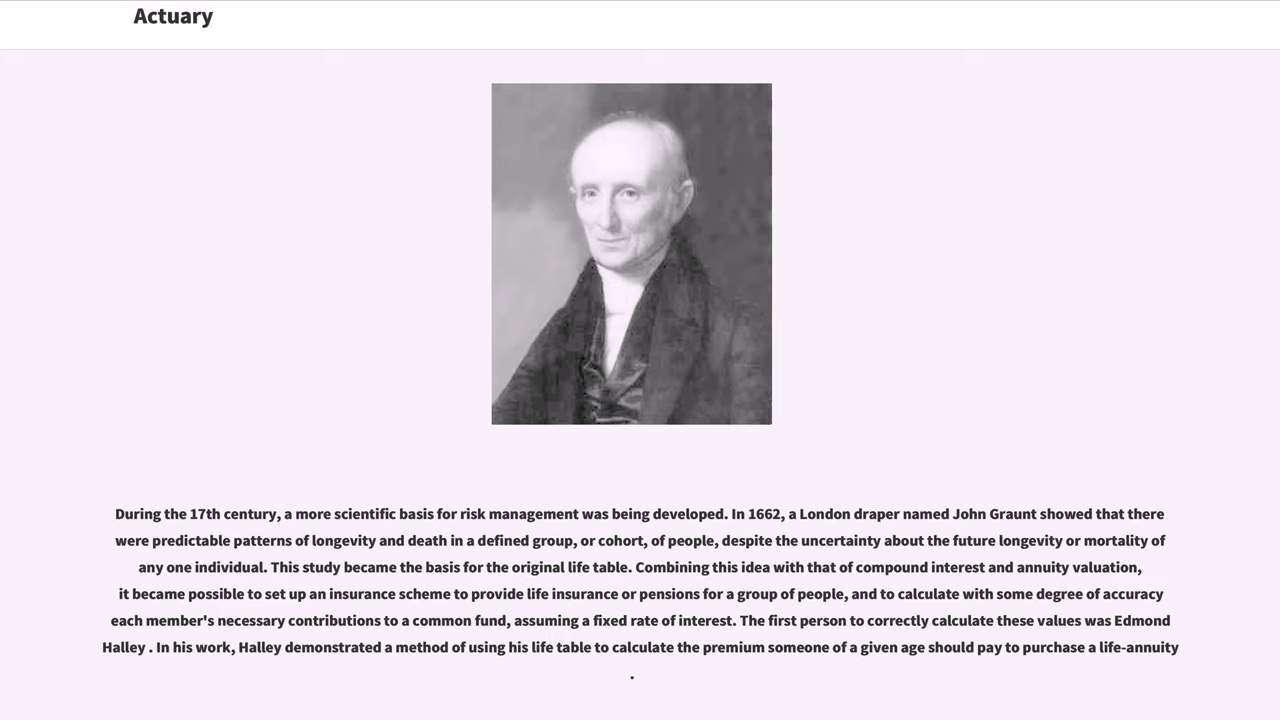 Actuary
During the 17th century, a more scientific basis for risk management was being developed. In 1662, a London draper named John Graunt showed that there
were predictable patterns of longevity and death in a defined group, or cohort, of people, despite the uncertainty about the future longevity or mortality of
any one individual. This study became the basis for the original life table. Combining this idea with that of compound interest and annuity valuation,
it became possible to set up an insurance scheme to provide life insurance or pensions for a group of people, and to calculate with some degree of accuracy
each member's necessary contributions to a common fund, assuming a fixed rate of interest. The first person to correctly calculate these values was Edmond
Halley . In his work, Halley demonstrated a method of using his life table to calculate the premium someone of a given age should pay to purchase a life-annuity
.